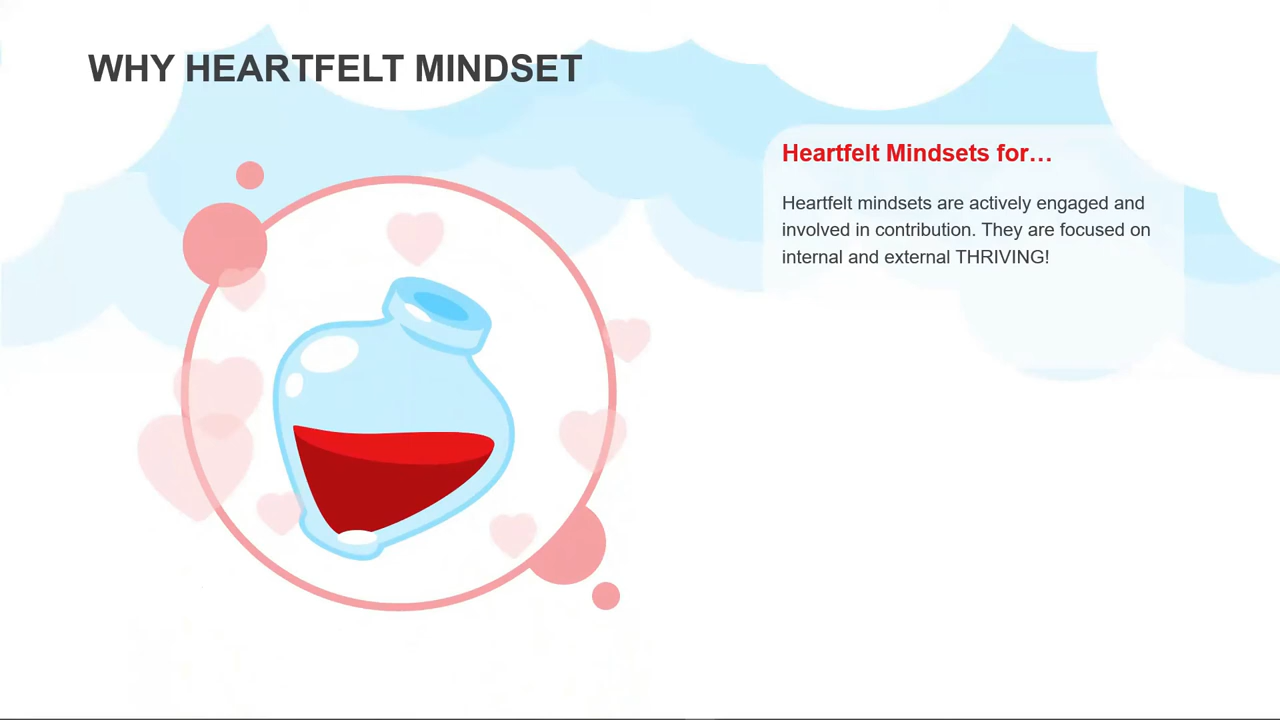 WHY HEARTFELT MINDSET
Heartfelt Mindsets for…
Heartfelt mindsets are actively engaged and
involved in contribution. They are focused on
internal and external THRIVING!